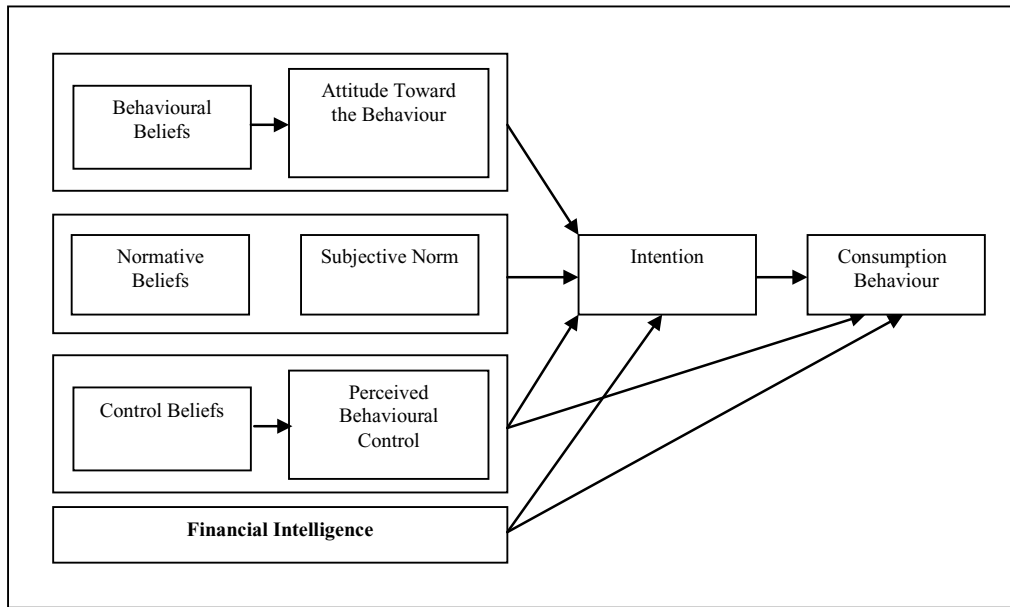 Behavioural
Beliefs
Attitude Toward
the Behaviour
Normative
Beliefs
Subjective Norm
Intention
Consumption
Behaviour
Control Beliefs
Perceived
Behavioural
Control
Financial Intelligence